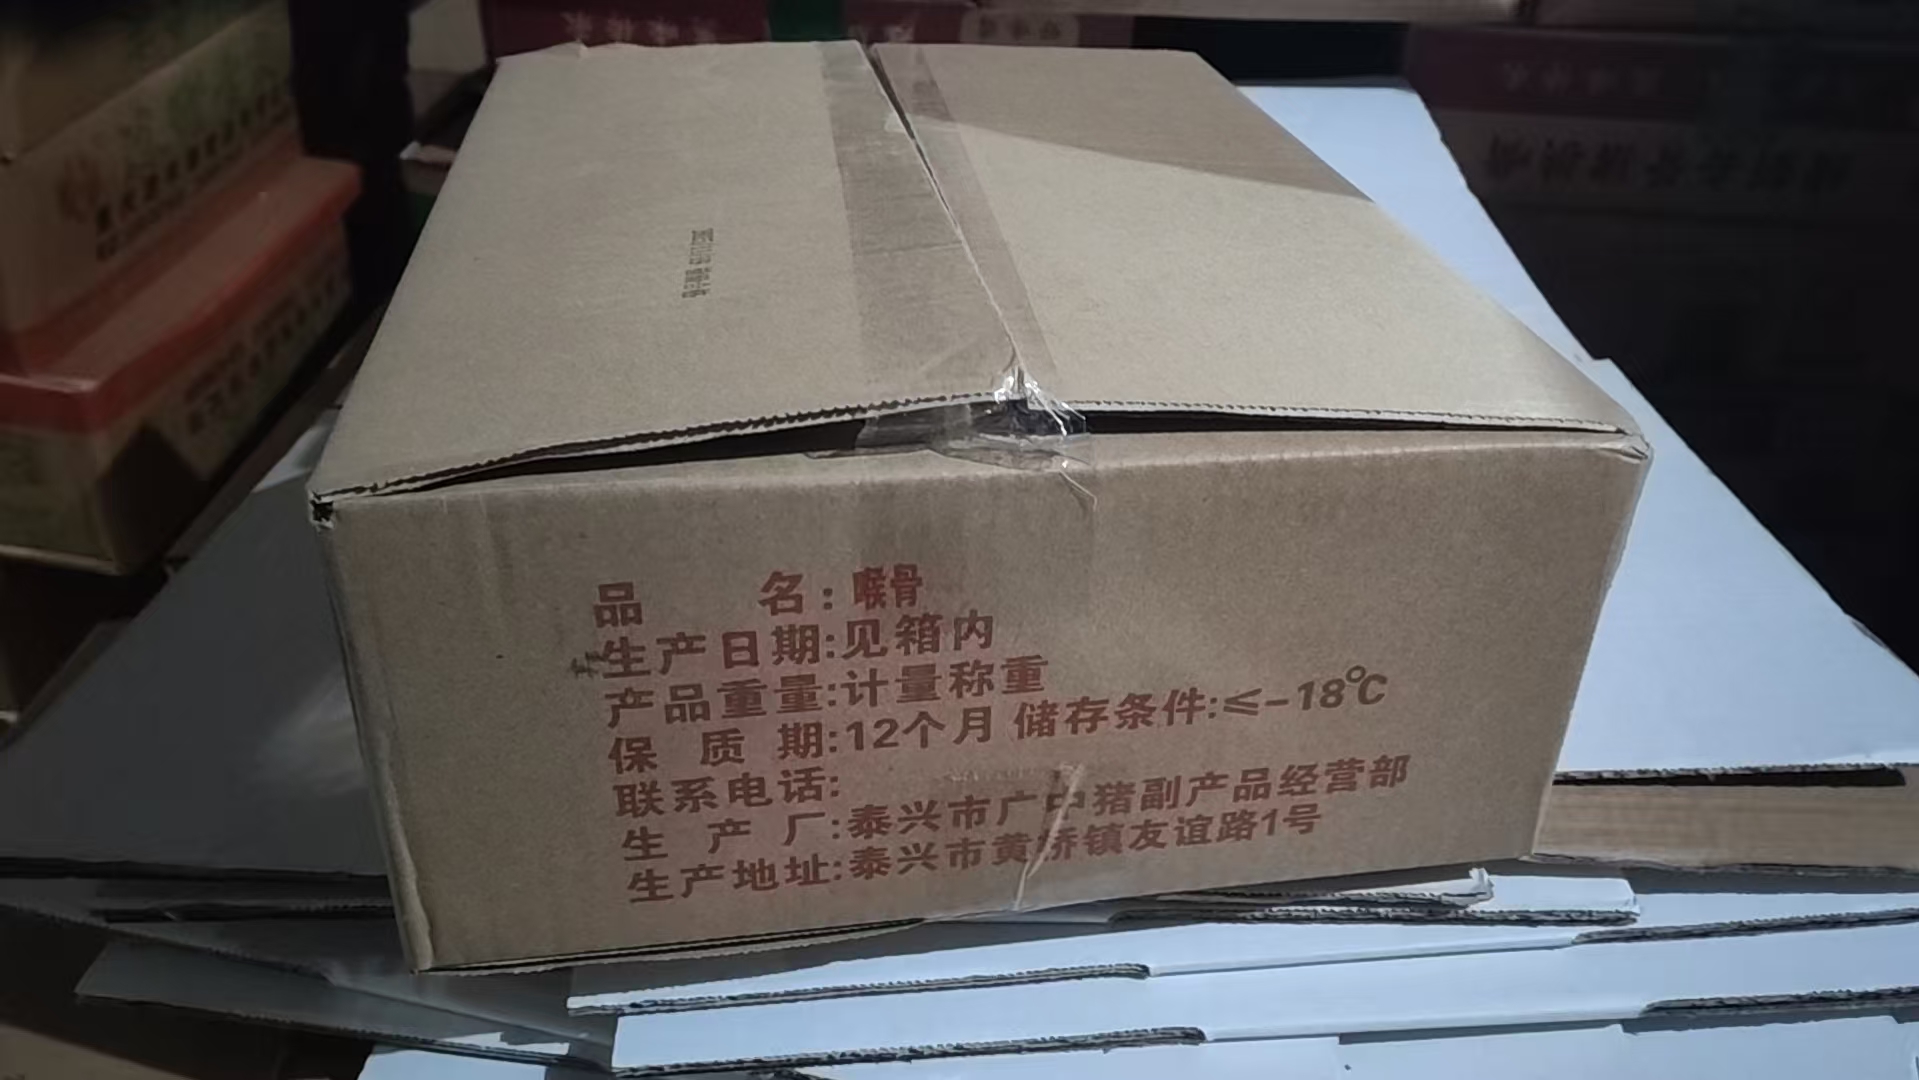 品名:喉骨
生产日期:见箱内
产品重量:计量称重
保质期:12个月 储存条件:≤-18℃
联系电话:
生产厂:泰兴市广中猪副产品经营部
生产地址:泰兴市黄桥镇友谊路1号